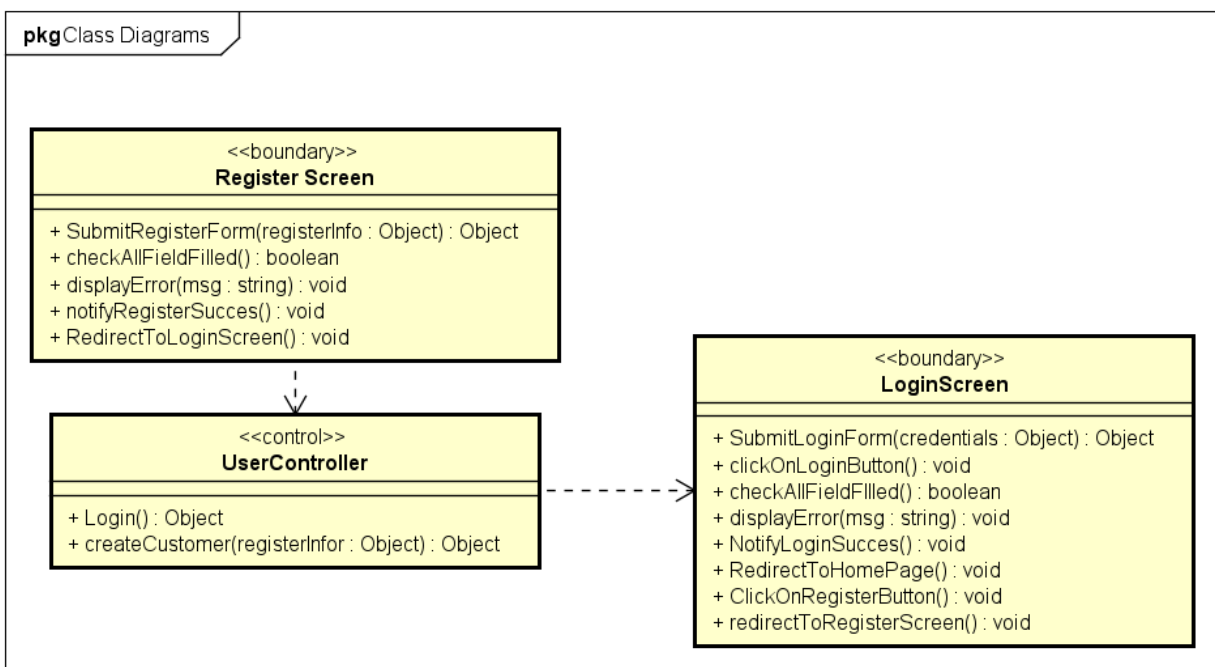 pkg Class Diagrams
<<boundary>>
Register Screen
+ SubmitRegisterForm(registerInfo : Object) : Object
+ checkAllFieldFilled() : boolean
+ displayError(msg : string) : void
+ notifyRegisterSucces() : void
+ RedirectToLoginScreen() : void
<<control>>
UserController
+ Login() : Object
+ createCustomer(registerInfor : Object) : Object
<<boundary>>
LoginScreen
+ SubmitLoginForm(credentials : Object) : Object
+ clickOnLoginButton() : void
+ checkAllFieldFIlled() : boolean
+ displayError(msg : string) : void
+ NotifyLoginSucces() : void
+ RedirectToHomePage() : void
+ ClickOnRegisterButton() : void
+ redirectToRegisterScreen() : void